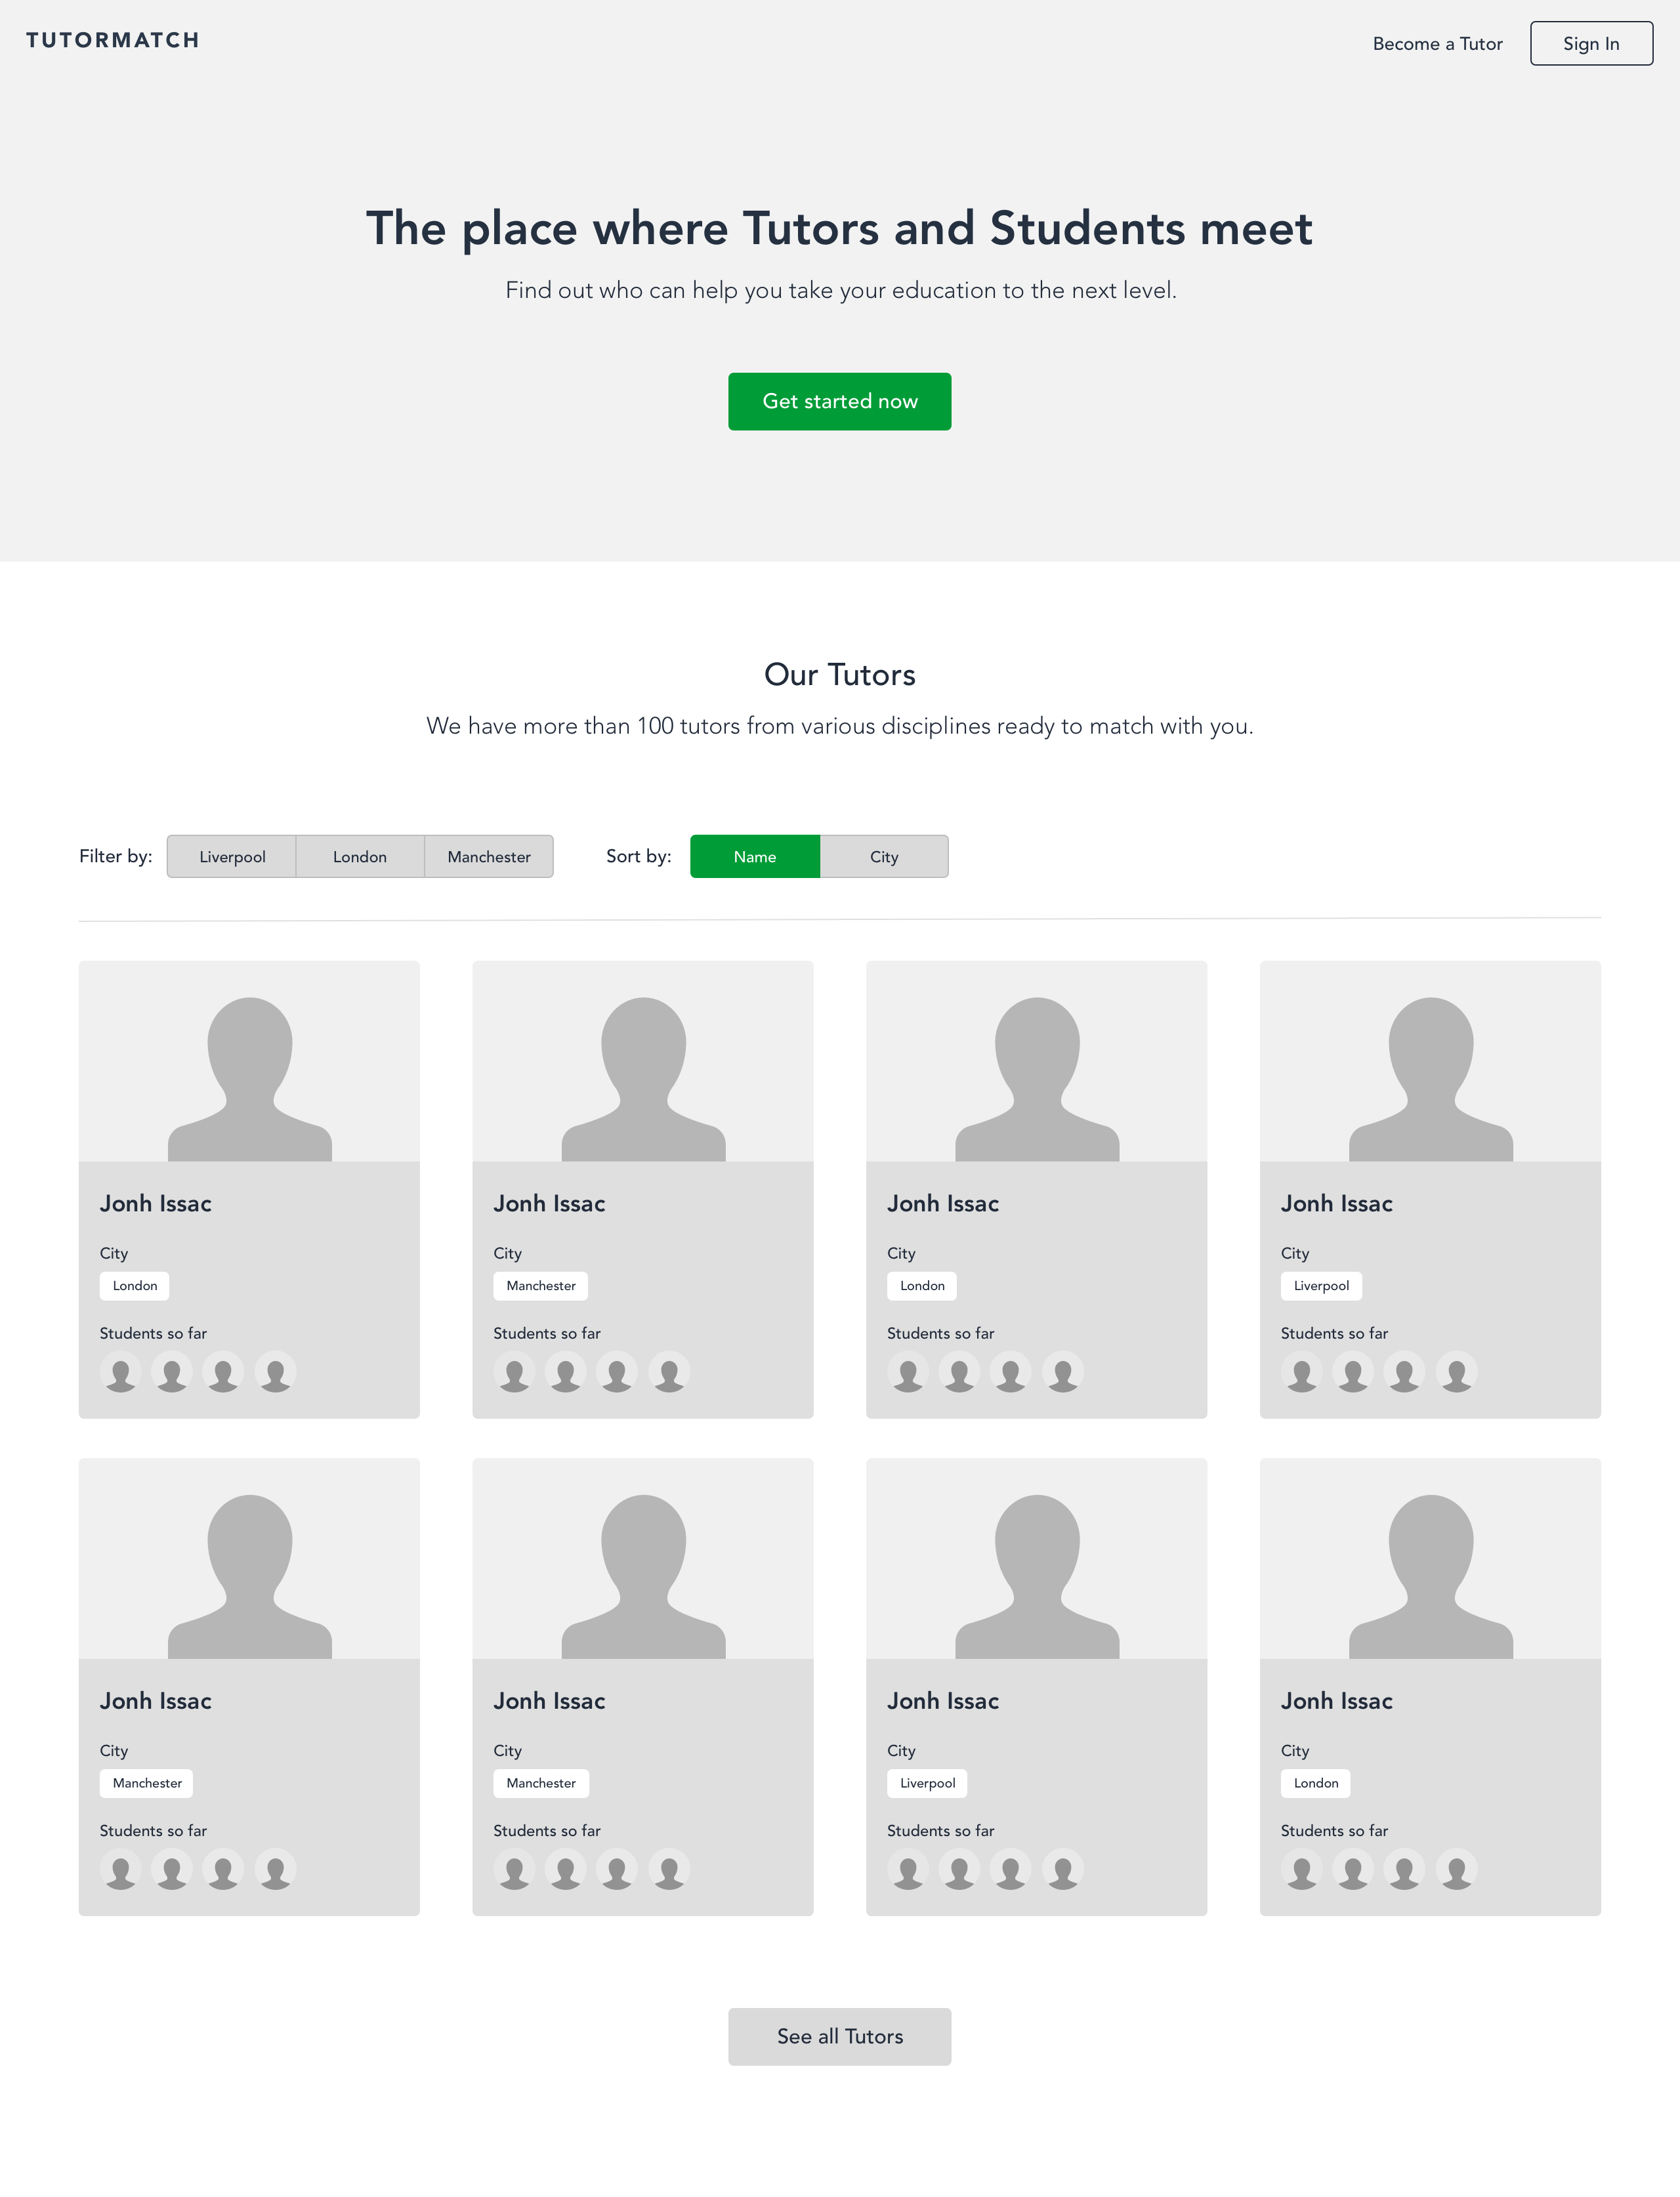 TUTORMATCH
Become a Tutor
Sign In
The place where Tutors and Students meet
Find out who can help you take your education to the next level.
Get started now
Our Tutors
We have more than 100 tutors from various disciplines ready to match with you.
Filter by: Liverpool London Manchester Sort by: Name City
Jonh Issac
City
London
Students so far
Jonh Issac
City
Manchester
Students so far
Jonh Issac
City
London
Students so far
Jonh Issac
City
Liverpool
Students so far
Jonh Issac
City
Manchester
Students so far
Jonh Issac
City
Manchester
Students so far
Jonh Issac
City
Liverpool
Students so far
Jonh Issac
City
London
Students so far
See all Tutors